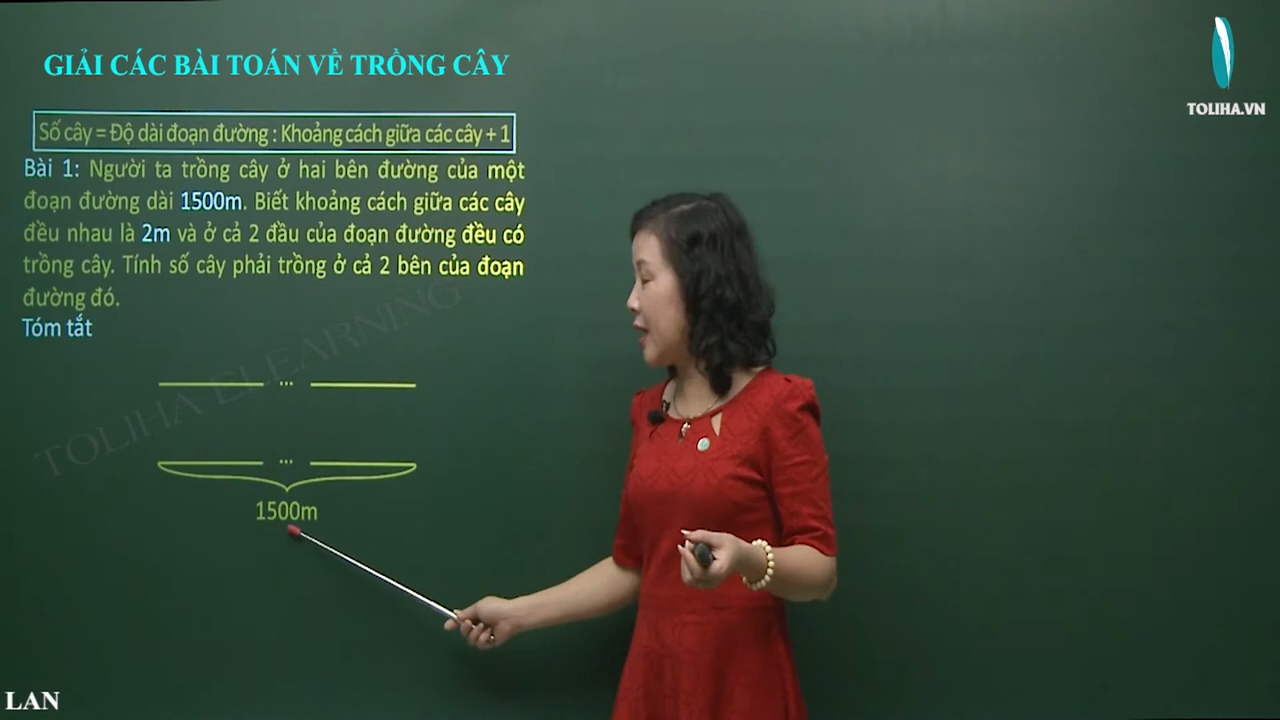 GIẢI CÁC BÀI TOÁN VỀ TRỒNG CÂY
TOLIHA.VN
Số cây = Độ dài đoạn đường : Khoảng cách giữa các cây + 1
Bài 1: Người ta trồng cây ở hai bên đường của một
đoạn đường dài 1500m. Biết khoảng cách giữa các cây
đều nhau là 2m và ở cả 2 đầu của đoạn đường đều có
trồng cây. Tính số cây phải trồng ở cả 2 bên của đoạn
đường đó.
Tóm tắt
TOLIHA ELEARNING
...
...
1500m
LAN